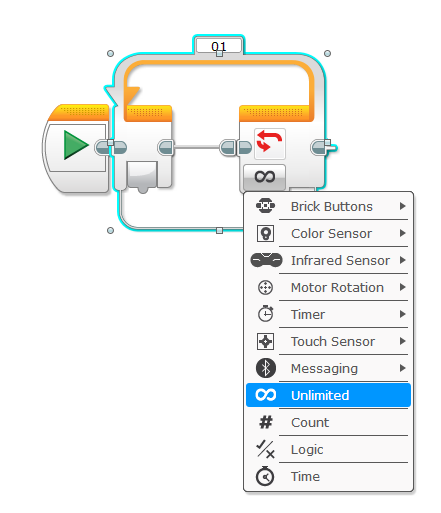 01
Brick Buttons
Color Sensor
Infrared Sensor
Motor Rotation
Timer
Touch Sensor
Messaging
Unlimited
Count
Logic
Time